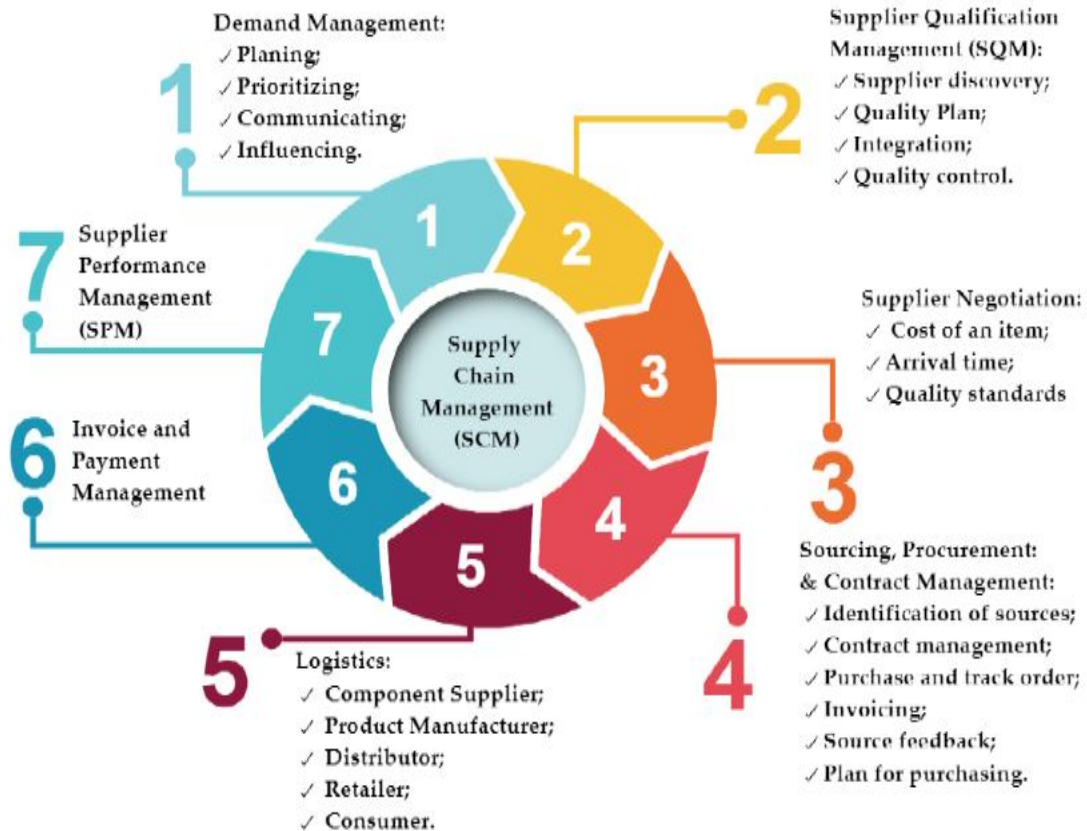 Demand Management:
✓ Planing;
✓ Prioritizing;
✓ Communicating;
✓ Influencing.
1
Supplier Qualification
Management (SQM):
✓ Supplier discovery;
✓ Quality Plan;
✓ Integration;
✓ Quality control.
2
Supplier Negotiation:
✓ Cost of an item;
✓ Arrival time;
✓ Quality standards
3
Sourcing, Procurement:
& Contract Management:
✓ Identification of sources;
✓ Contract management;
✓ Purchase and track order;
✓ Invoicing;
✓ Source feedback;
✓ Plan for purchasing.
4
Logistics:
✓ Component Supplier;
✓ Product Manufacturer;
✓ Distributor;
✓ Retailer;
✓ Consumer.
5
Invoice and
Payment
Management
6
Supplier
Performance
Management
(SPM)
7
1
2
3
4
5
6
7
Supply
Chain
Management
(SCM)